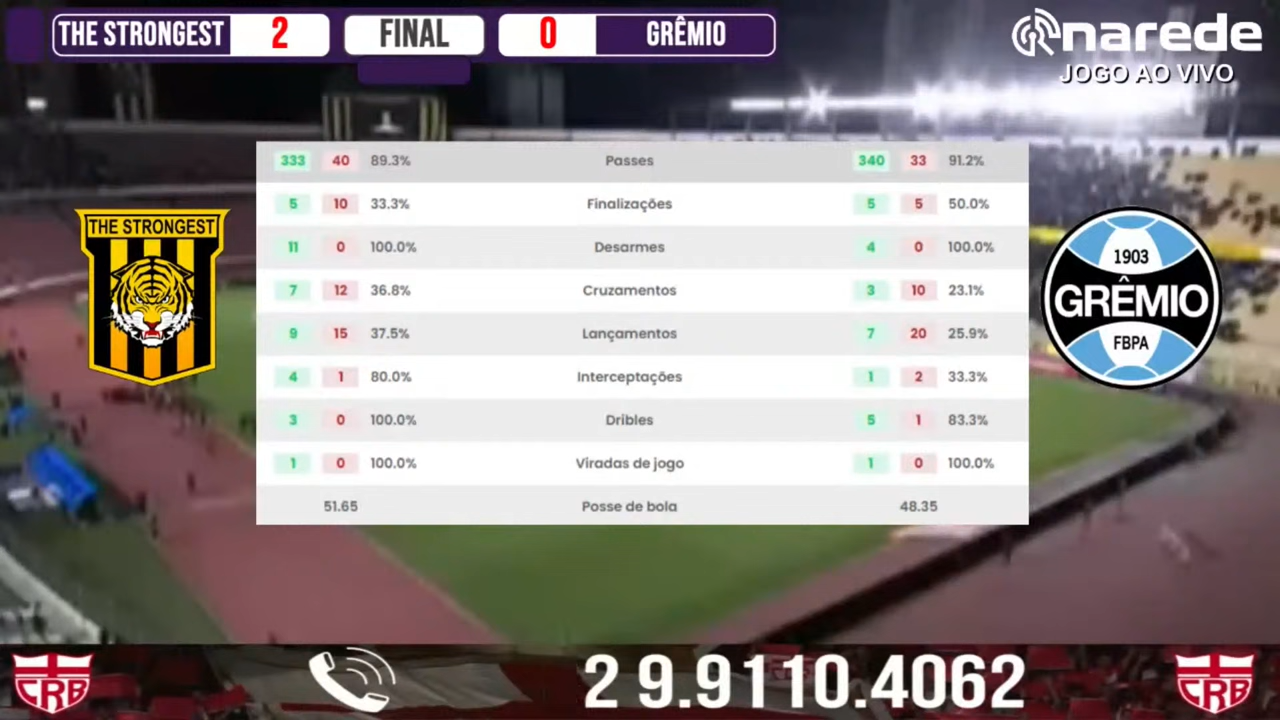 THE STRONGEST 2 FINAL 0 GRÊMIO
narede
JOGO AO VIVO
333 40 89.3% Passes 340 33 91.2%
5 10 33.3% Finalizações 5 5 50.0%
11 0 100.0% Desarmes 4 0 100.0%
7 12 36.8% Cruzamentos 3 10 23.1%
9 15 37.5% Lançamentos 7 20 25.9%
4 1 80.0% Interceptações 1 2 33.3%
3 0 100.0% Dribles 5 1 83.3%
1 0 100.0% Viradas de jogo 1 0 100.0%
51.65 Posse de bola 48.35
THE STRONGEST
1903
GRÊMIO
FBPA
CRB 2 9.9110.4062 CRB